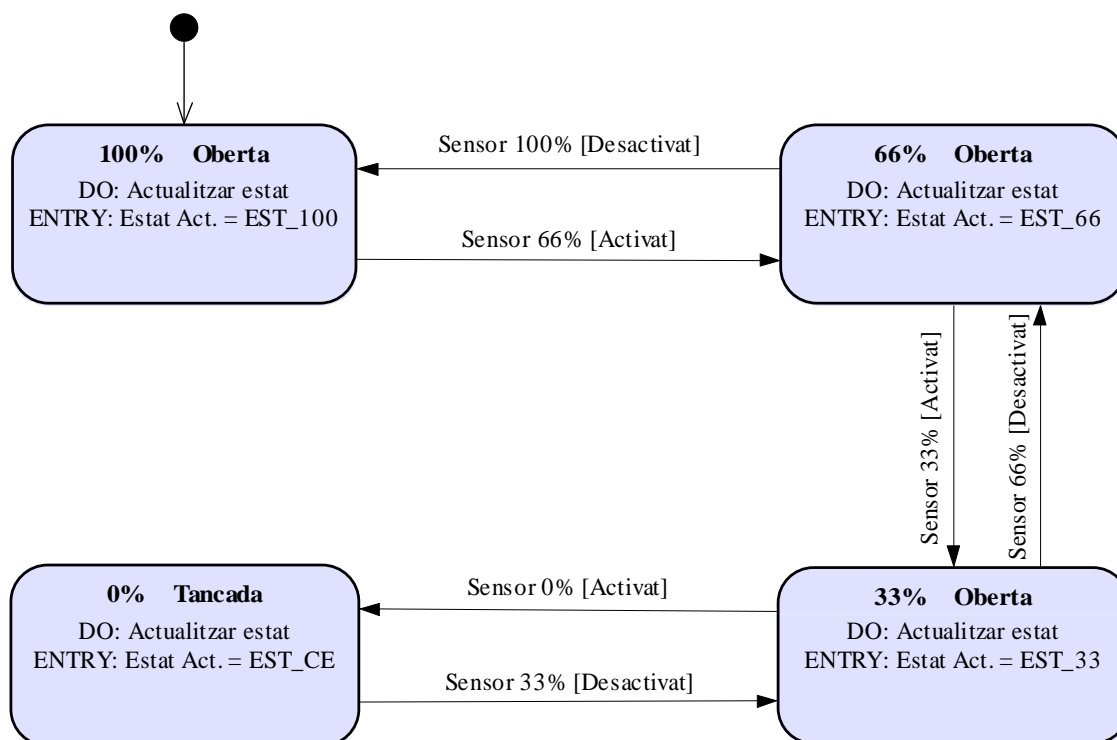 100% Oberta
DO: Actualitzar estat
ENTRY: Estat Act. = EST_100
Sensor 100% [Desactivat]
Sensor 66% [Activat]
66% Oberta
DO: Actualitzar estat
ENTRY: Estat Act. = EST_66
Sensor 33% [Activat]
Sensor 66% [Desactivat]
0% Tancada
DO: Actualitzar estat
ENTRY: Estat Act. = EST_CE
Sensor 0% [Activat]
Sensor 33% [Desactivat]
33% Oberta
DO: Actualitzar estat
ENTRY: Estat Act. = EST_33